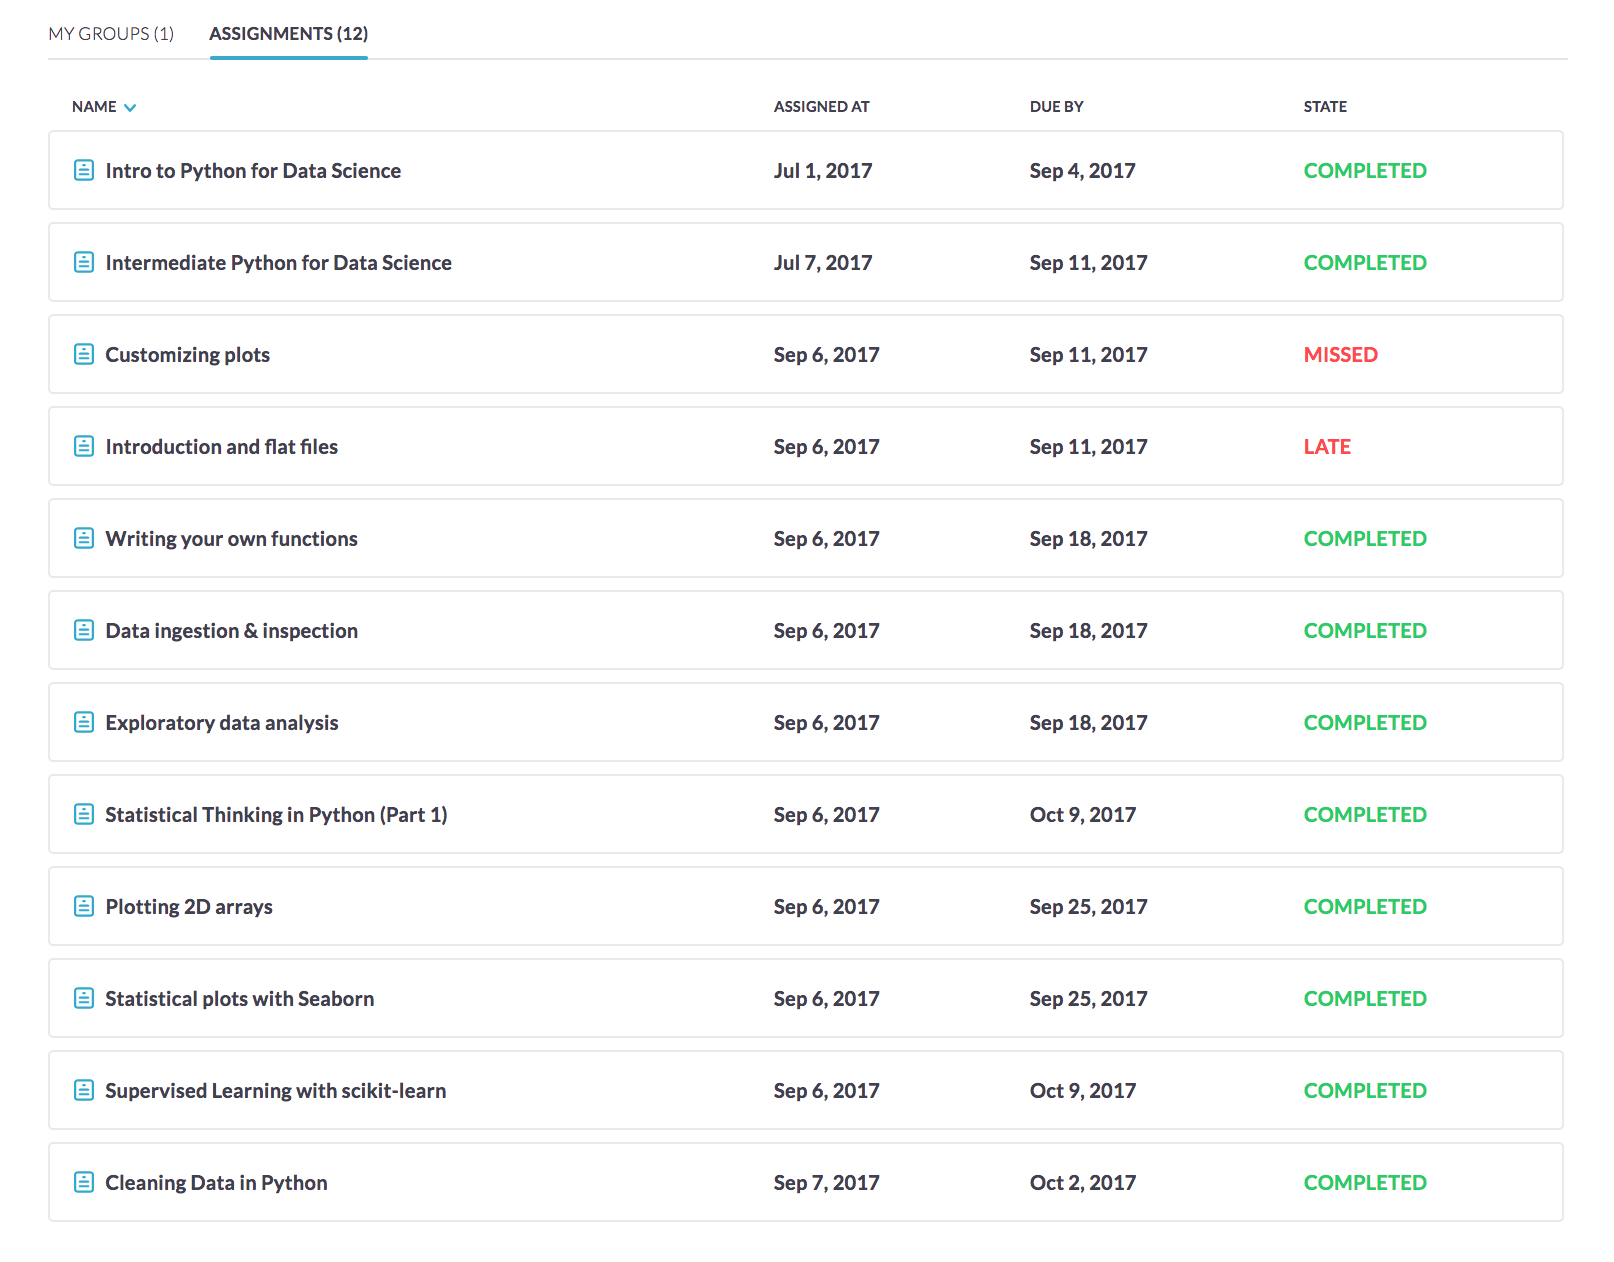 MY GROUPS (1) ASSIGNMENTS (12)
NAME ASSIGNED AT DUE BY STATE
Intro to Python for Data Science Jul 1, 2017 Sep 4, 2017 COMPLETED
Intermediate Python for Data Science Jul 7, 2017 Sep 11, 2017 COMPLETED
Customizing plots Sep 6, 2017 Sep 11, 2017 MISSED
Introduction and flat files Sep 6, 2017 Sep 11, 2017 LATE
Writing your own functions Sep 6, 2017 Sep 18, 2017 COMPLETED
Data ingestion & inspection Sep 6, 2017 Sep 18, 2017 COMPLETED
Exploratory data analysis Sep 6, 2017 Sep 18, 2017 COMPLETED
Statistical Thinking in Python (Part 1) Sep 6, 2017 Oct 9, 2017 COMPLETED
Plotting 2D arrays Sep 6, 2017 Sep 25, 2017 COMPLETED
Statistical plots with Seaborn Sep 6, 2017 Sep 25, 2017 COMPLETED
Supervised Learning with scikit-learn Sep 6, 2017 Oct 9, 2017 COMPLETED
Cleaning Data in Python Sep 7, 2017 Oct 2, 2017 COMPLETED